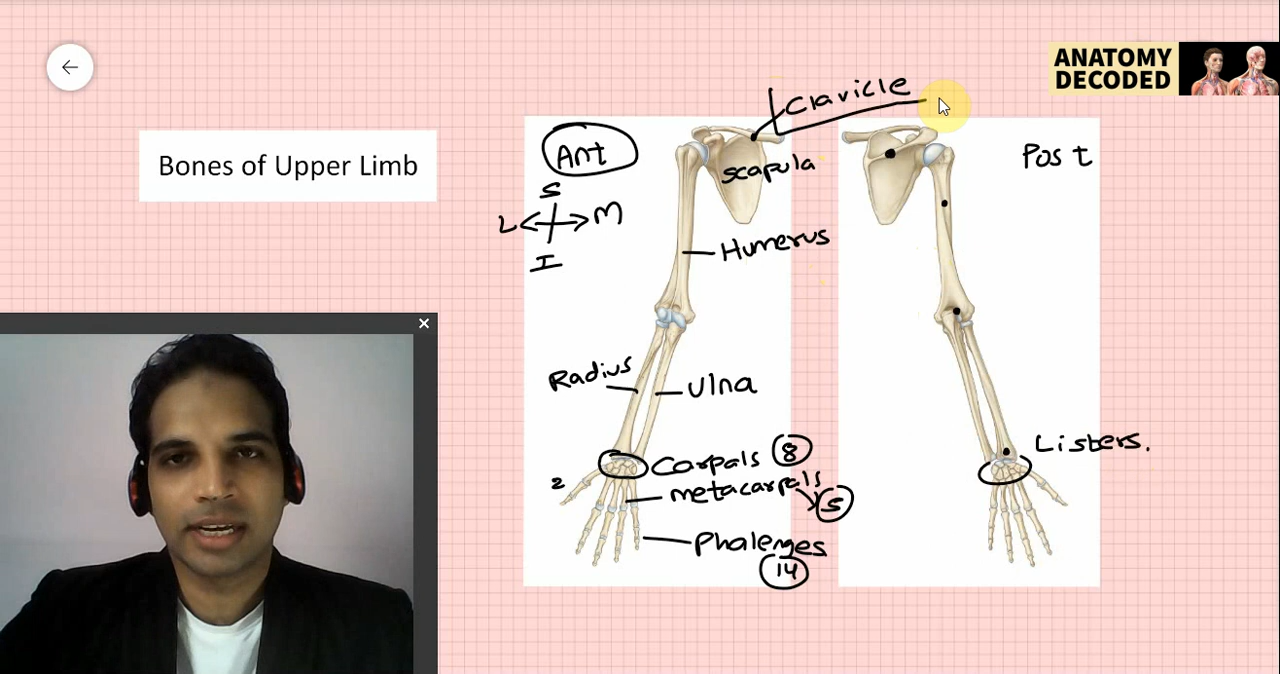 ANATOMY
DECODED
Bones of Upper Limb
Clavicle
Ant
Post
scapula
S
L M
I
Humerus
Radius
Ulna
Carpals 8
Listers.
2
metacarpals 5
Phalenges
14